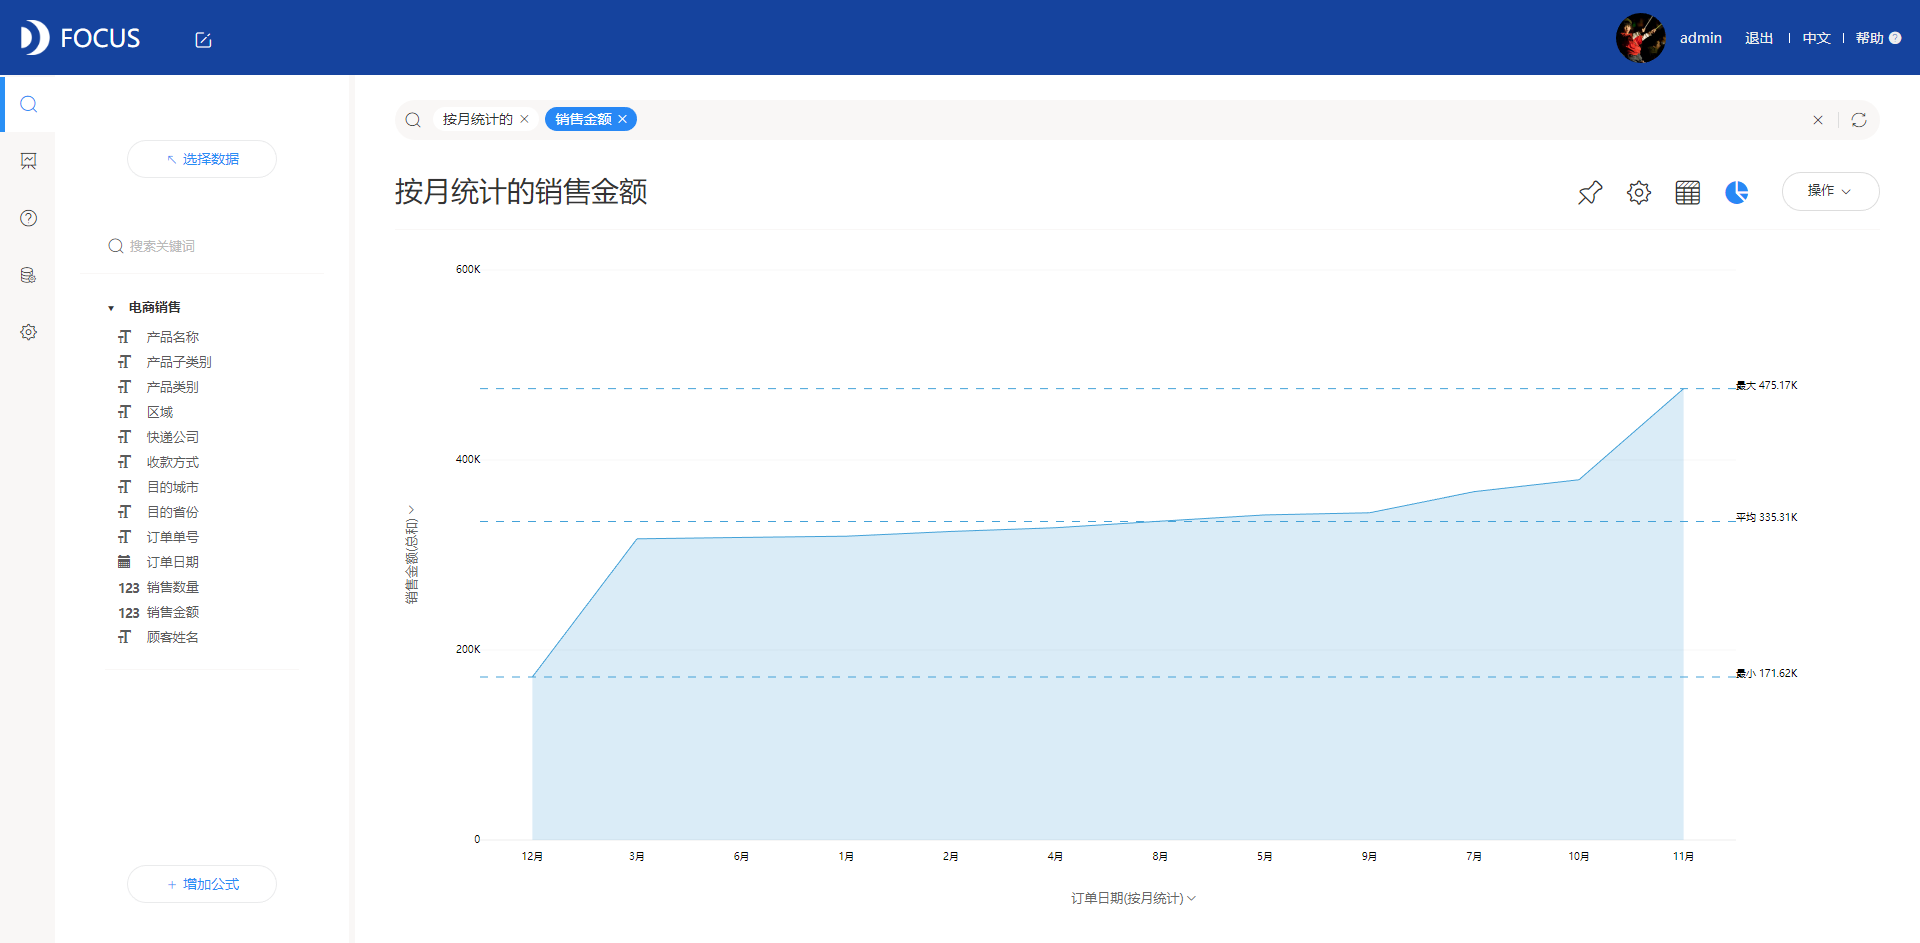 FOCUS
admin 退出 中文 帮助 ?
选择数据
搜索关键词
电商销售
产品名称
产品子类别
产品类别
区域
快递公司
收款方式
目的城市
目的省份
订单单号
订单日期
123 销售数量
123 销售金额
顾客姓名
+ 增加公式
按月统计的 × 销售金额 ×
按月统计的销售金额
操作
600K
400K
200K
0
销售金额(总和)
最大 475.17K
平均 335.31K
最小 171.62K
12月 3月 6月 1月 2月 4月 8月 5月 9月 7月 10月 11月
订单日期(按月统计)